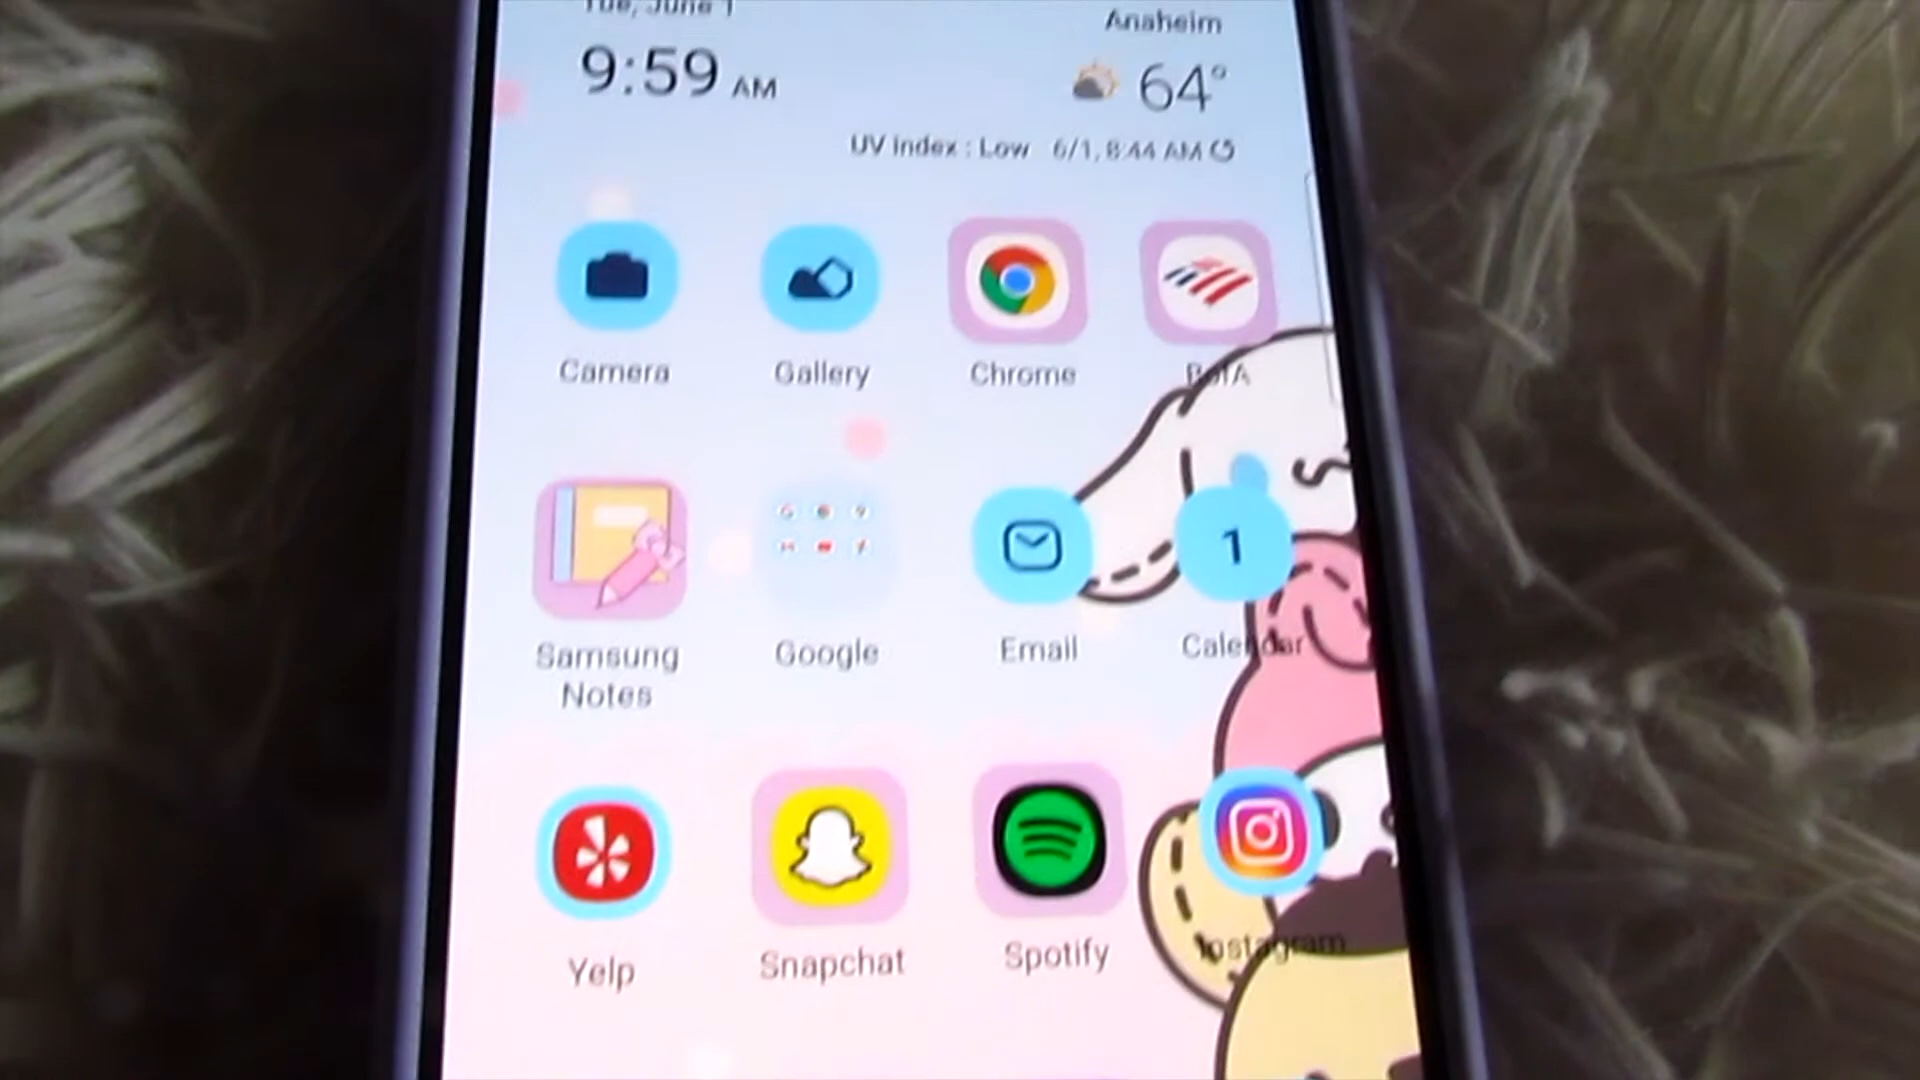 Tue, June 1
Anaheim
9:59 AM
64°
UV index : Low 6/1, 8:44 AM
Camera
Gallery
Chrome
BofA
1
Samsung
Notes
Google
Email
Calendar
Yelp
Snapchat
Spotify
Instagram